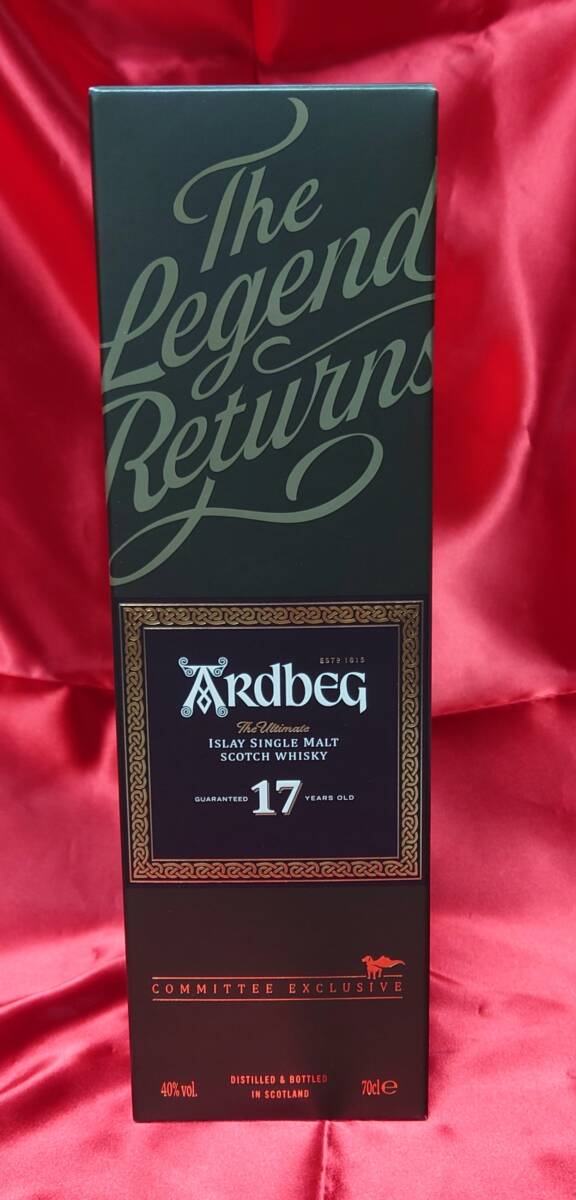 The
Legend
Returns
ESTD 1815
ARDBEG
The Ultimate
ISLAY SINGLE MALT
SCOTCH WHISKY
GUARANTEED 17 YEARS OLD
COMMITTEE EXCLUSIVE
40% vol.
DISTILLED & BOTTLED
IN SCOTLAND
70cl e